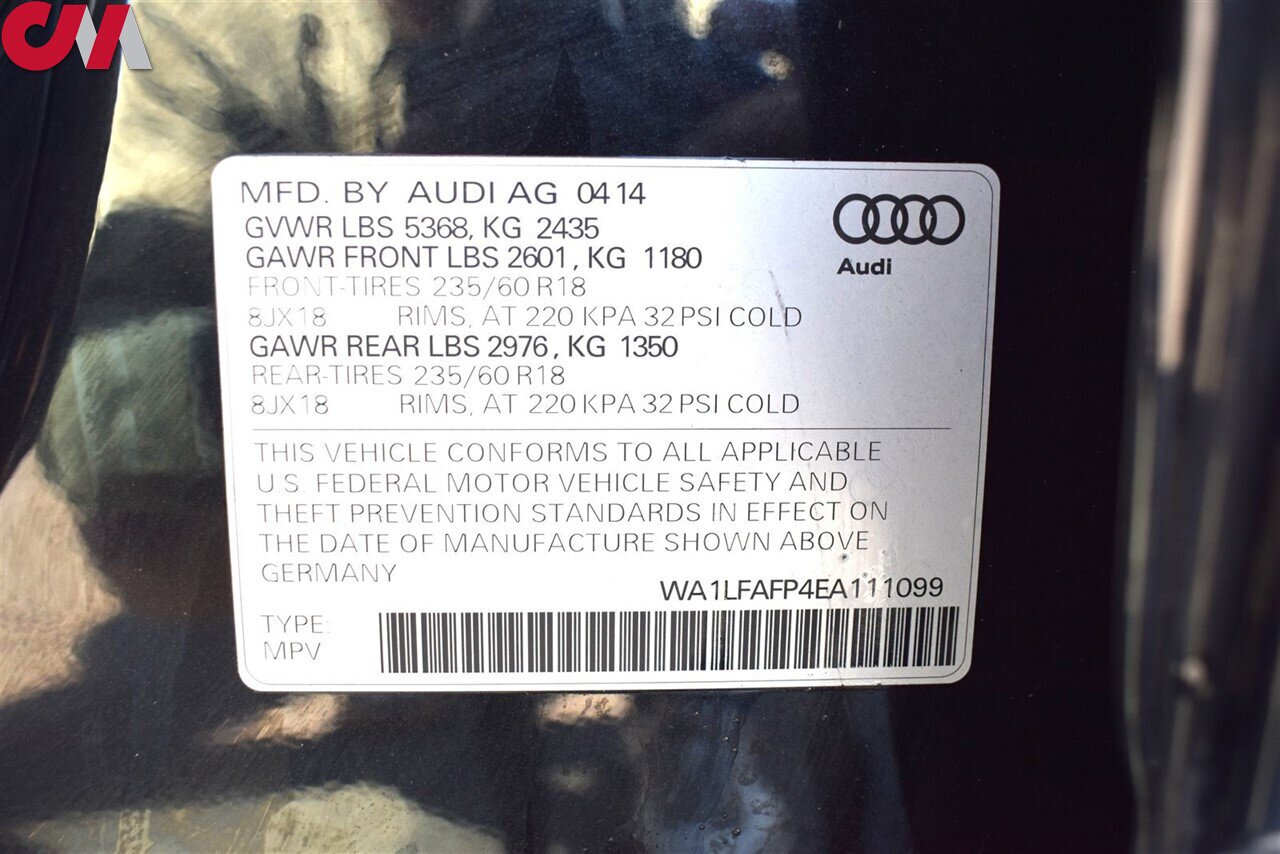 CM
MFD. BY AUDI AG 0414
GVWR LBS 5368, KG 2435
GAWR FRONT LBS 2601, KG 1180
FRONT-TIRES 235/60 R18
8JX18 RIMS, AT 220 KPA 32 PSI COLD
GAWR REAR LBS 2976, KG 1350
REAR-TIRES 235/60 R18
8JX18 RIMS, AT 220 KPA 32 PSI COLD
Audi
THIS VEHICLE CONFORMS TO ALL APPLICABLE
U.S. FEDERAL MOTOR VEHICLE SAFETY AND
THEFT PREVENTION STANDARDS IN EFFECT ON
THE DATE OF MANUFACTURE SHOWN ABOVE
GERMANY
WA1LFAFP4EA111099
TYPE:
MPV